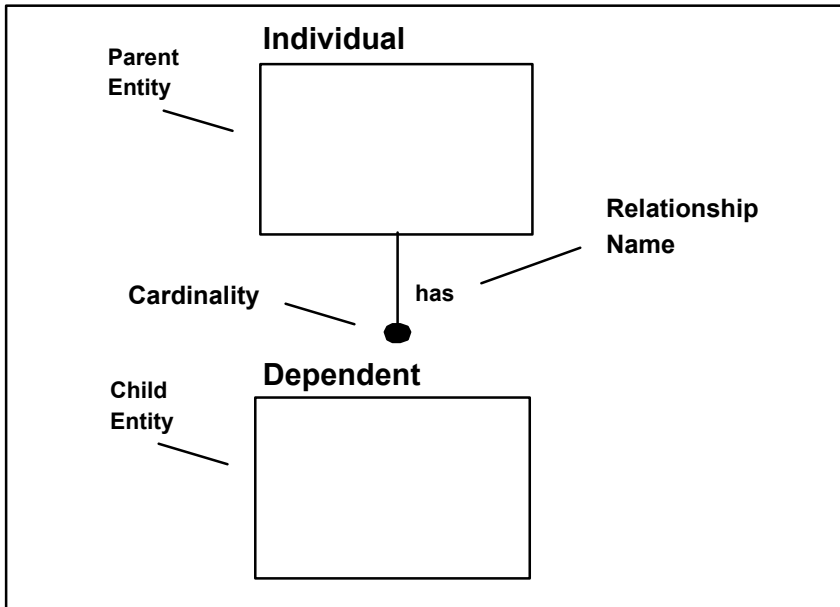 Individual
Parent
Entity
Relationship
Name
has
Cardinality
Dependent
Child
Entity